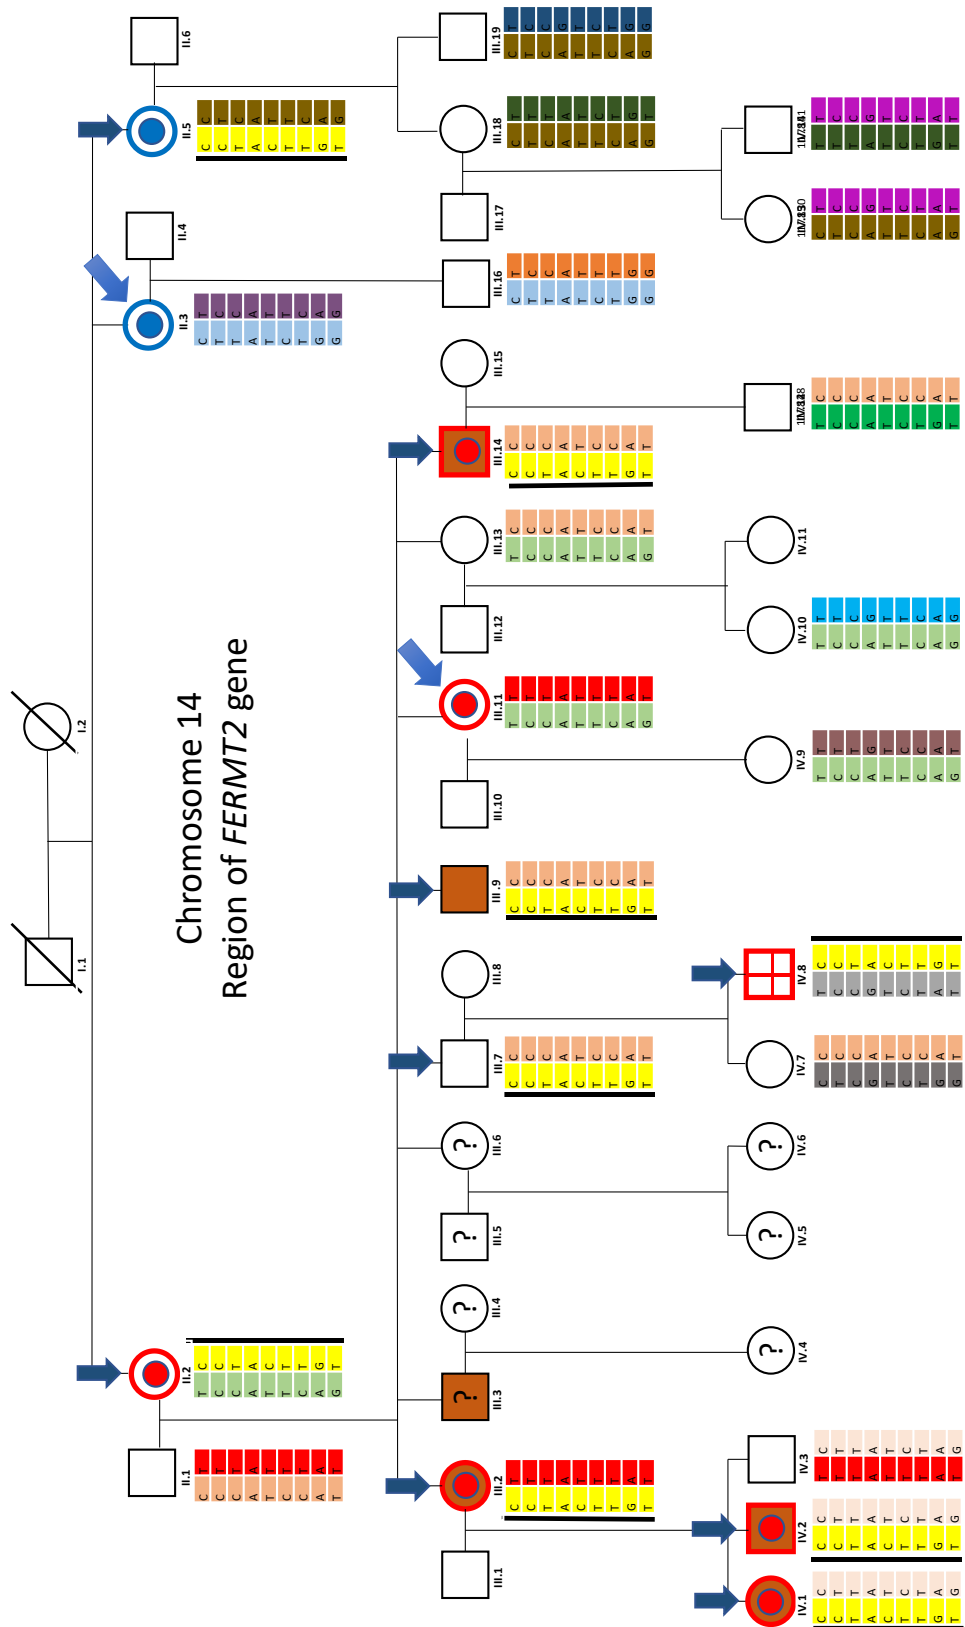 Chromosome 14
Region of FERMT2 gene
I.1
I.2
II.1
II.2
II.3
II.4
II.5
II.6
C C C A T C C A T
T T T A T T T A T
T C C A T T C A G
C C T A C T T G T
C T T A T C T G G
T C C A T T C A G
C C T A C T T G T
C T C A T T C A G
?
?
?
?
III.1
III.2
III.3
III.4
III.5
III.6
III.7
III.8
III.9
III.10
III.11
III.12
III.13
III.14
III.15
III.16
III.17
III.18
III.19
C C T A C T T G T
T T T A T T T A T
C C T A C T T G T
C C C A T C C A T
C C T A C T T G T
C C C A T C C A T
T T T A T T T A T
T C C A T T C A G
C C C A T C C A T
C C T A C T T G T
C C C A T C C A T
C T T A T C T G G
T C C A T T T G G
?
?
?
IV.1
IV.2
IV.3
IV.4
IV.5
IV.6
IV.7
IV.8
IV.9
IV.10
IV.11
C C T A C T T G T
C T T A T C T A G
C C T A C T T G T
C T T A T C T A G
T T T A T T T A T
C T T A T C T A G
C T C G T C T G G
C C C A T C C A T
T C C G T C T A T
C C T A C T T G T
T T T G T C C A T
T C C A T T C A G
T T C G T T C A G
T C C A T C T G T
C C C A T C C A T
C T C A T T C A G
T C C G T C T A T
T C C G T C T A T